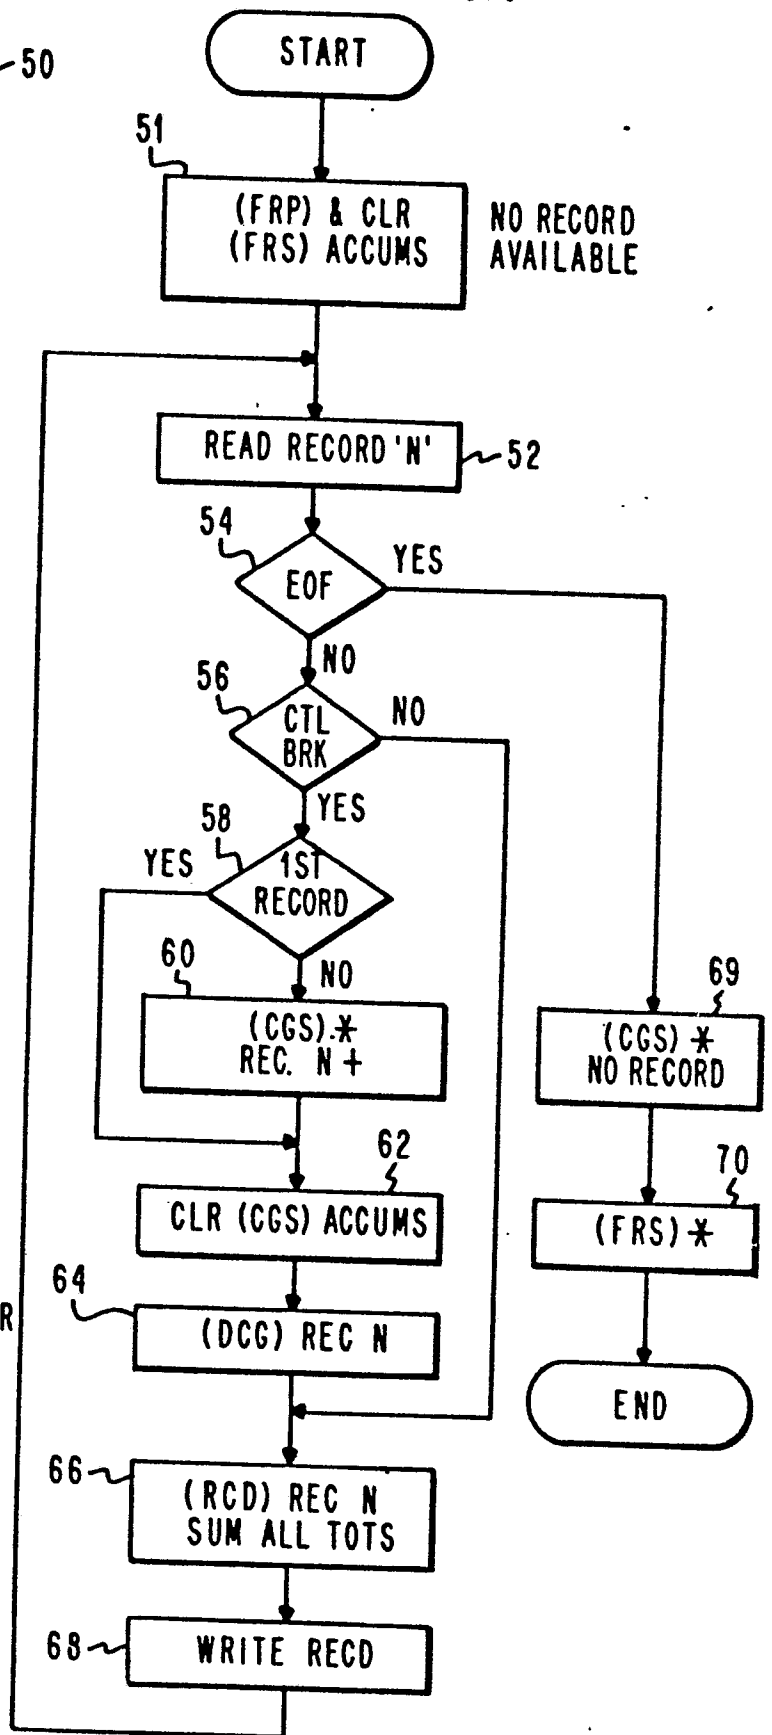 50
START
51
(FRP) & CLR
(FRS) ACCUMS
NO RECORD
AVAILABLE
READ RECORD 'N'
52
54
EOF
YES
NO
56
CTL
BRK
NO
YES
58
1ST
RECORD
YES
NO
60
(CGS).*
REC. N +
69
(CGS) *
NO RECORD
62
CLR (CGS) ACCUMS
70
(FRS) *
64
(DCG) REC N
R
END
66
(RCD) REC N
SUM ALL TOTS
68
WRITE RECD